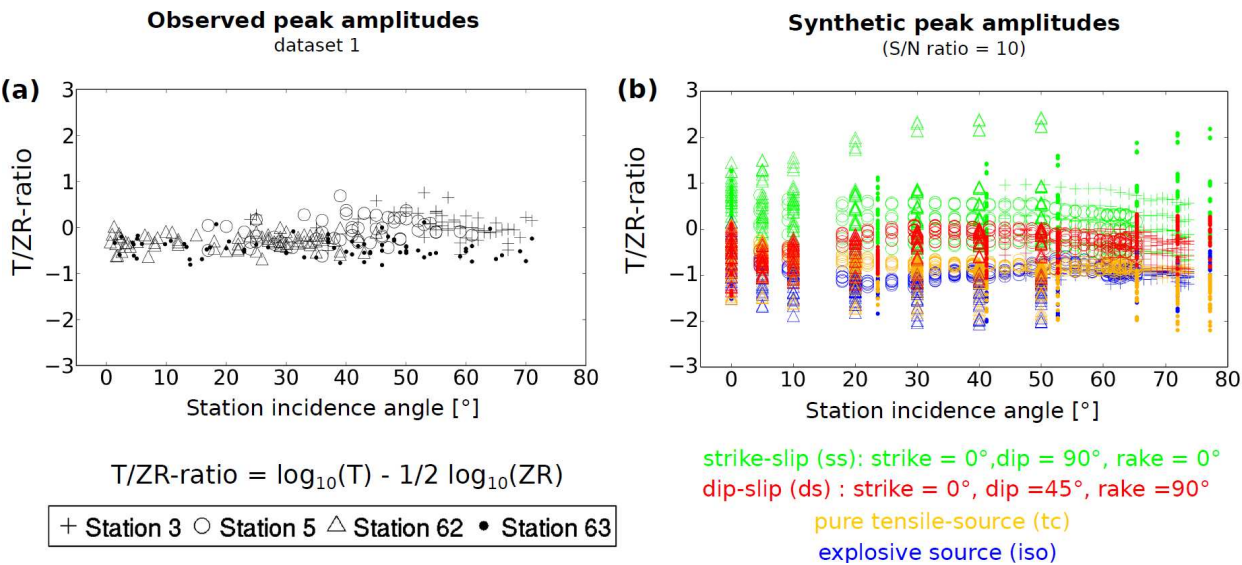 Observed peak amplitudes
dataset 1
(a)
3
2
1
0
−1
−2
−3
T/ZR-ratio
0 10 20 30 40 50 60 70 80
Station incidence angle [°]
T/ZR-ratio = log10(T) - 1/2 log10(ZR)
+ Station 3 ○ Station 5 △ Station 62 • Station 63
Synthetic peak amplitudes
(S/N ratio = 10)
(b)
3
2
1
0
−1
−2
−3
T/ZR-ratio
0 10 20 30 40 50 60 70 80
Station incidence angle [°]
strike-slip (ss): strike = 0°,dip = 90°, rake = 0°
dip-slip (ds) : strike = 0°, dip =45°, rake =90°
pure tensile-source (tc)
explosive source (iso)